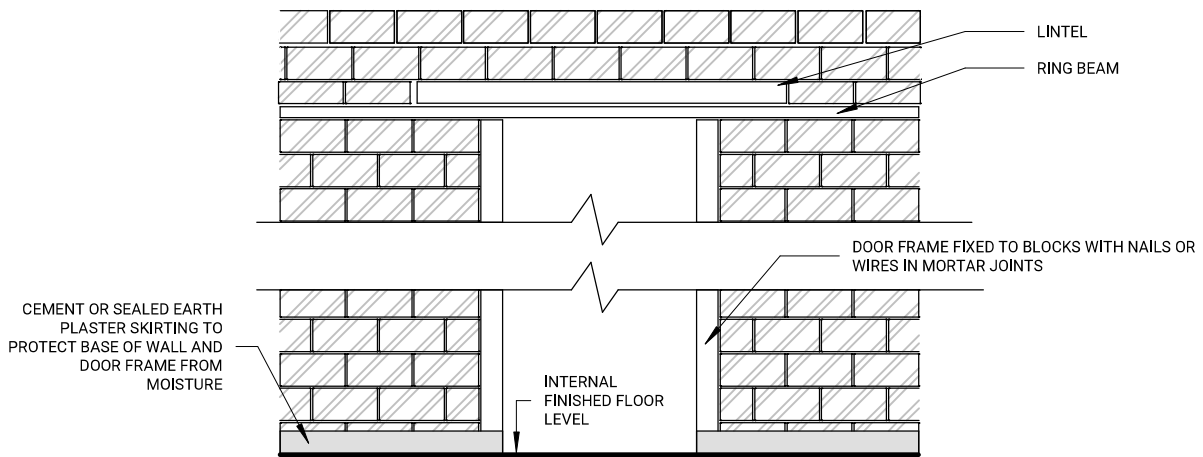 LINTEL
RING BEAM
DOOR FRAME FIXED TO BLOCKS WITH NAILS OR
WIRES IN MORTAR JOINTS
CEMENT OR SEALED EARTH
PLASTER SKIRTING TO
PROTECT BASE OF WALL AND
DOOR FRAME FROM
MOISTURE
INTERNAL
FINISHED FLOOR
LEVEL